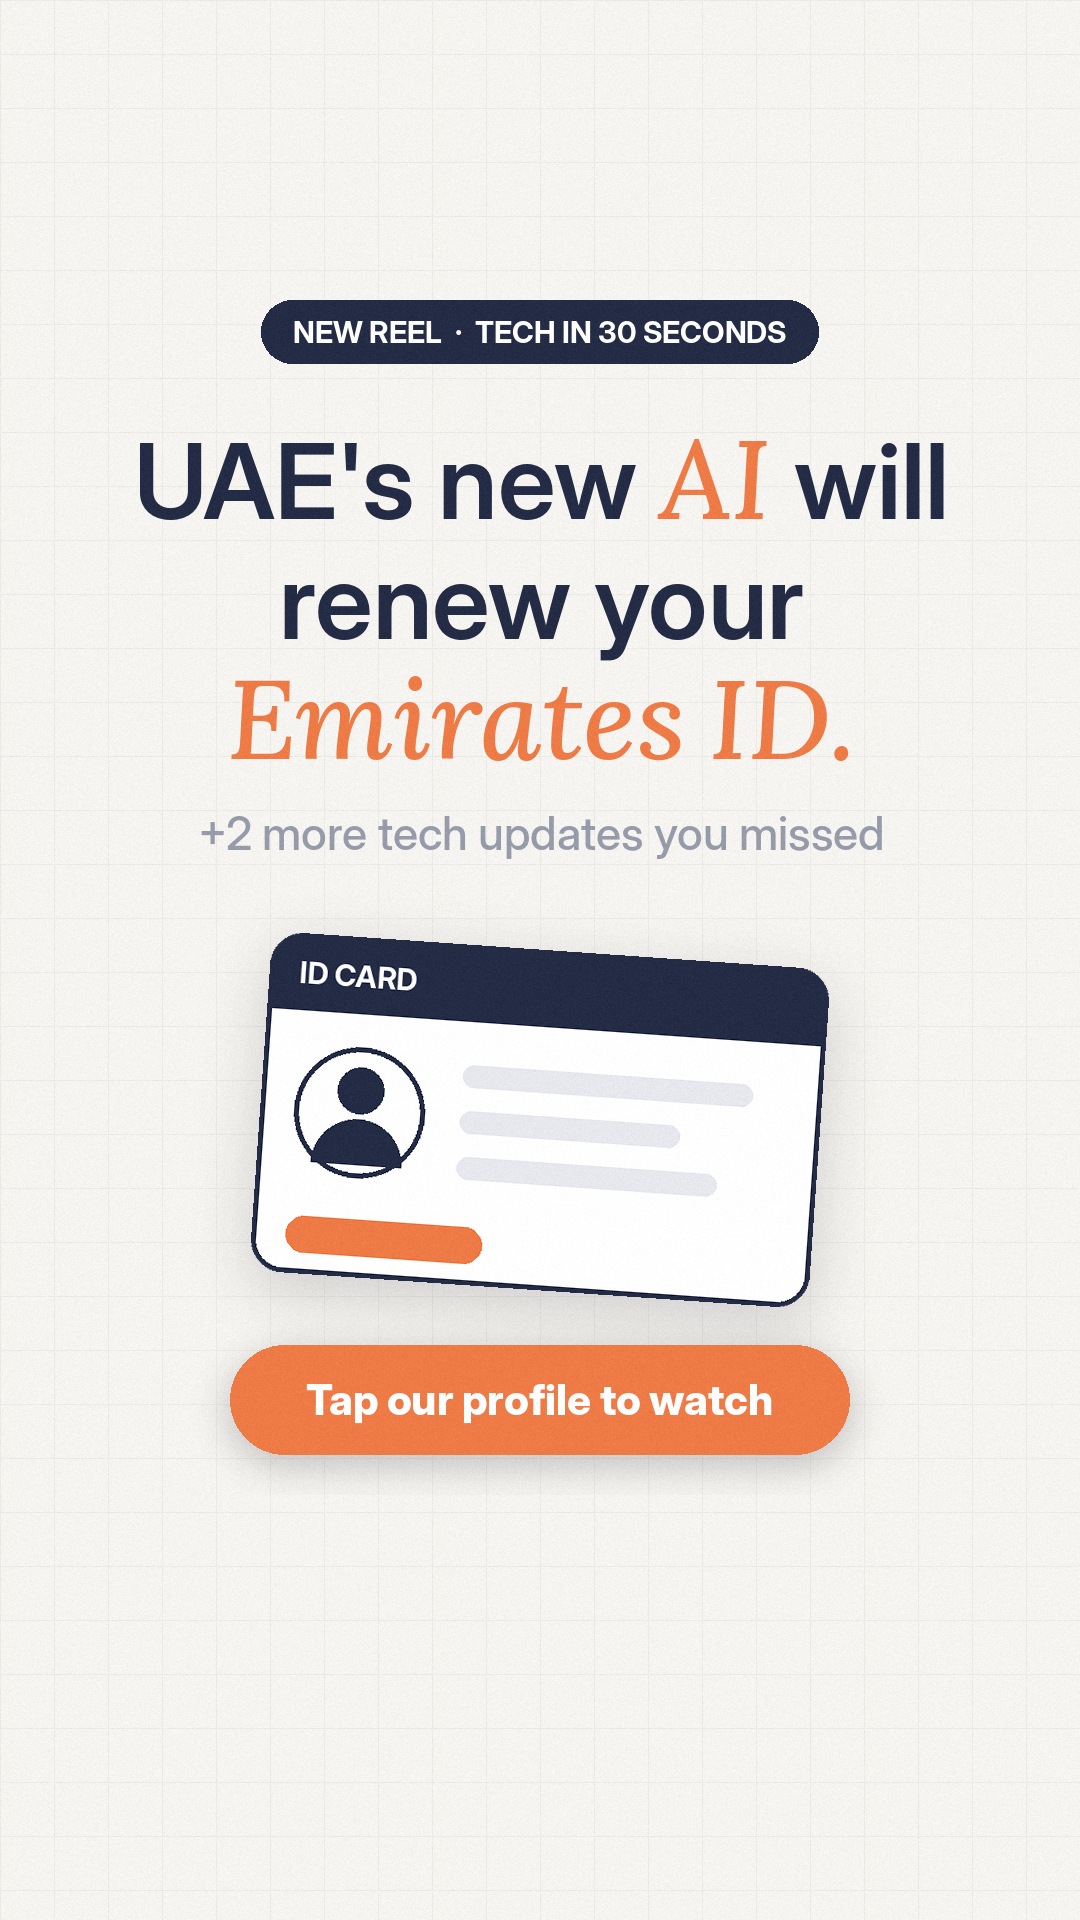 NEW REEL · TECH IN 30 SECONDS
UAE's new AI will
renew your
Emirates ID.
+2 more tech updates you missed
ID CARD
Tap our profile to watch